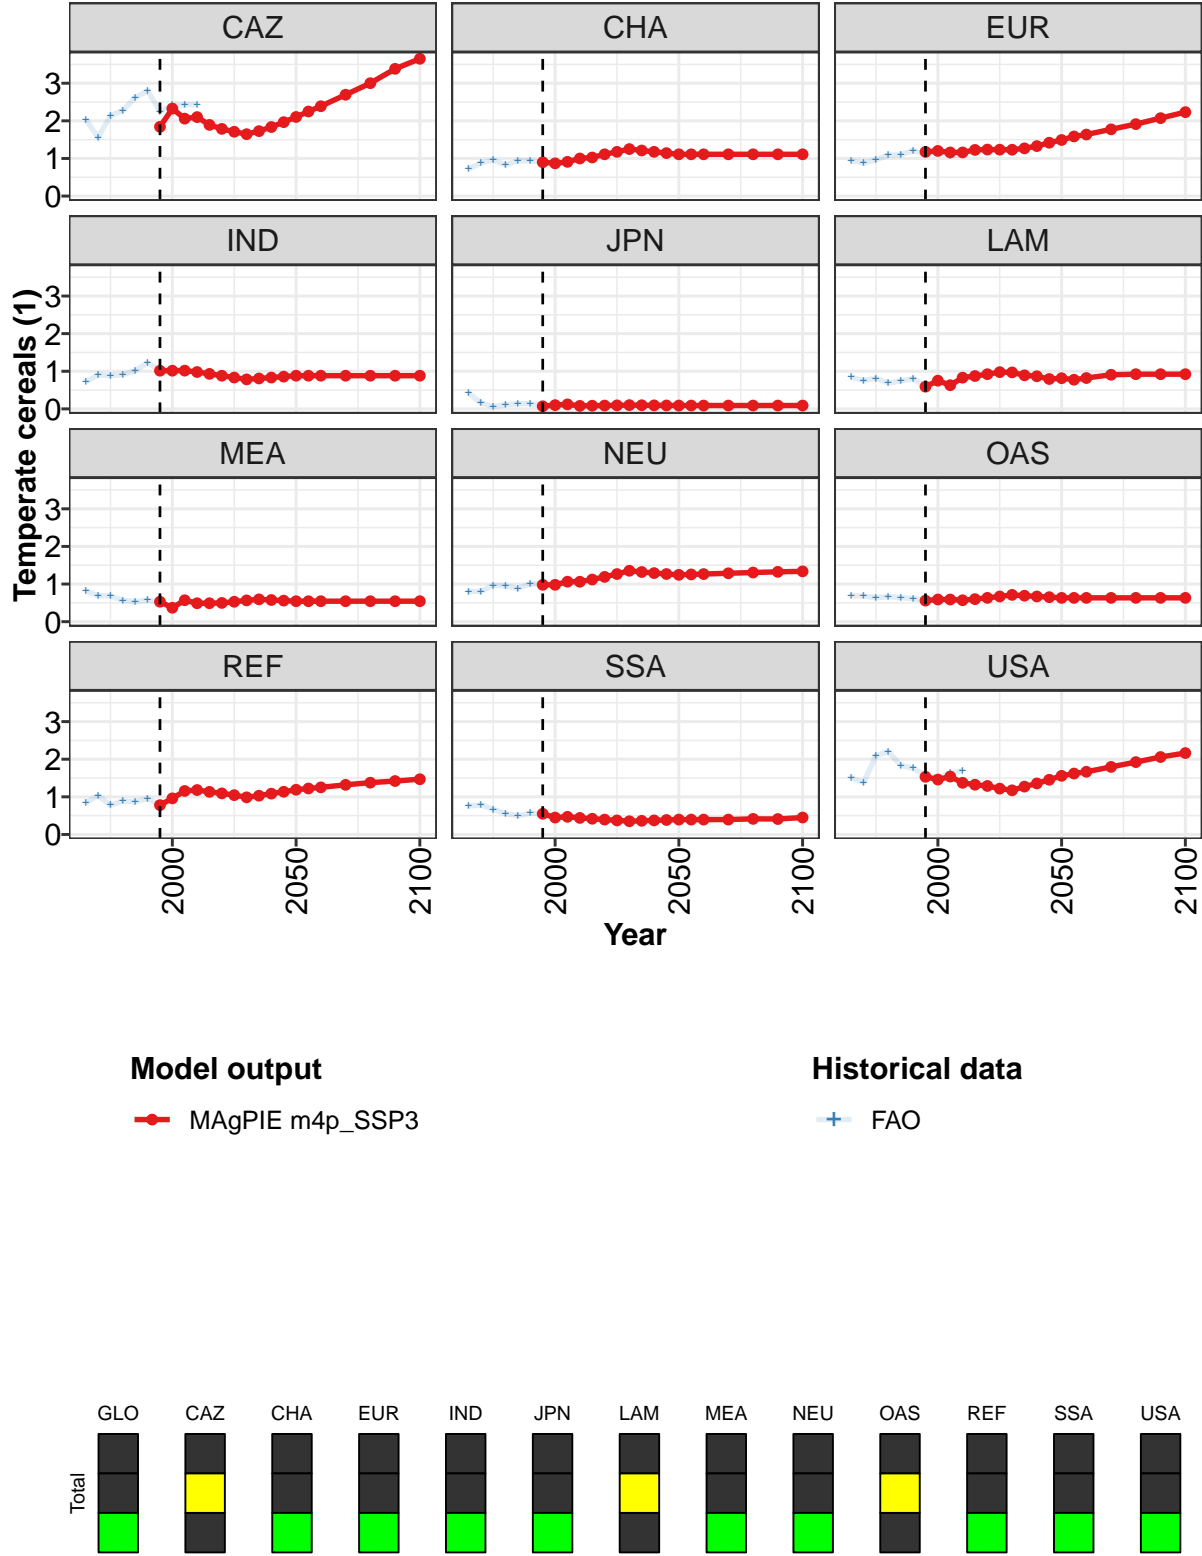 CAZ CHA EUR
3
2
1
0
IND JPN LAM
3
2
1
0
MEA NEU OAS
3
2
1
0
REF SSA USA
3
2
1
0
Temperate cereals (1)
2000 2050 2100 2000 2050 2100 2000 2050 2100
Year
Model output
MAgPIE m4p_SSP3
Historical data
FAO
GLO CAZ CHA EUR IND JPN LAM MEA NEU OAS REF SSA USA
Total